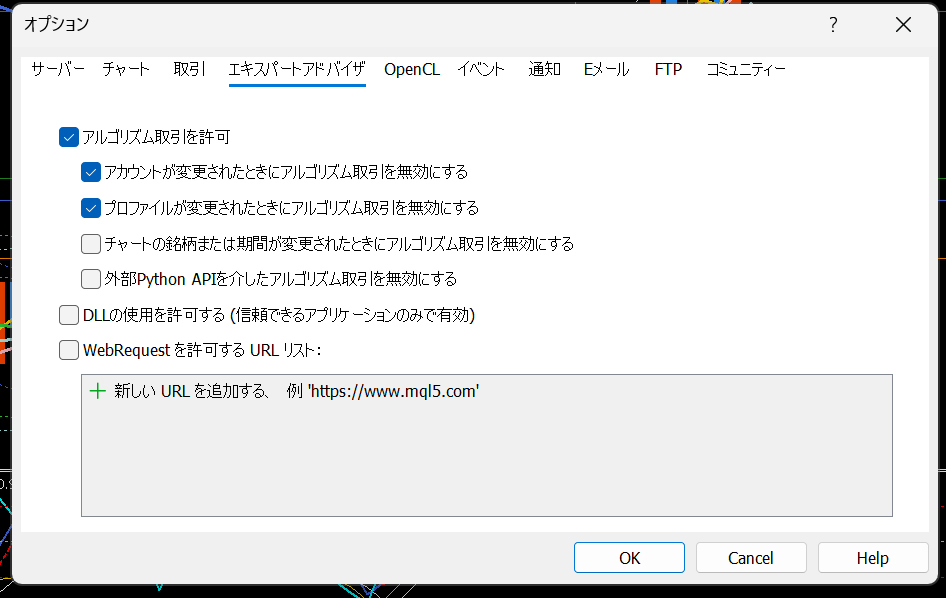 オプション
?
サーバー チャート 取引 エキスパートアドバイザ OpenCL イベント 通知 Eメール FTP コミュニティー
アルゴリズム取引を許可
アカウントが変更されたときにアルゴリズム取引を無効にする
プロファイルが変更されたときにアルゴリズム取引を無効にする
チャートの銘柄または期間が変更されたときにアルゴリズム取引を無効にする
外部Python APIを介したアルゴリズム取引を無効にする
DLLの使用を許可する (信頼できるアプリケーションのみで有効)
WebRequest を許可する URL リスト:
新しい URL を追加する、 例 'https://www.mql5.com'
OK Cancel Help